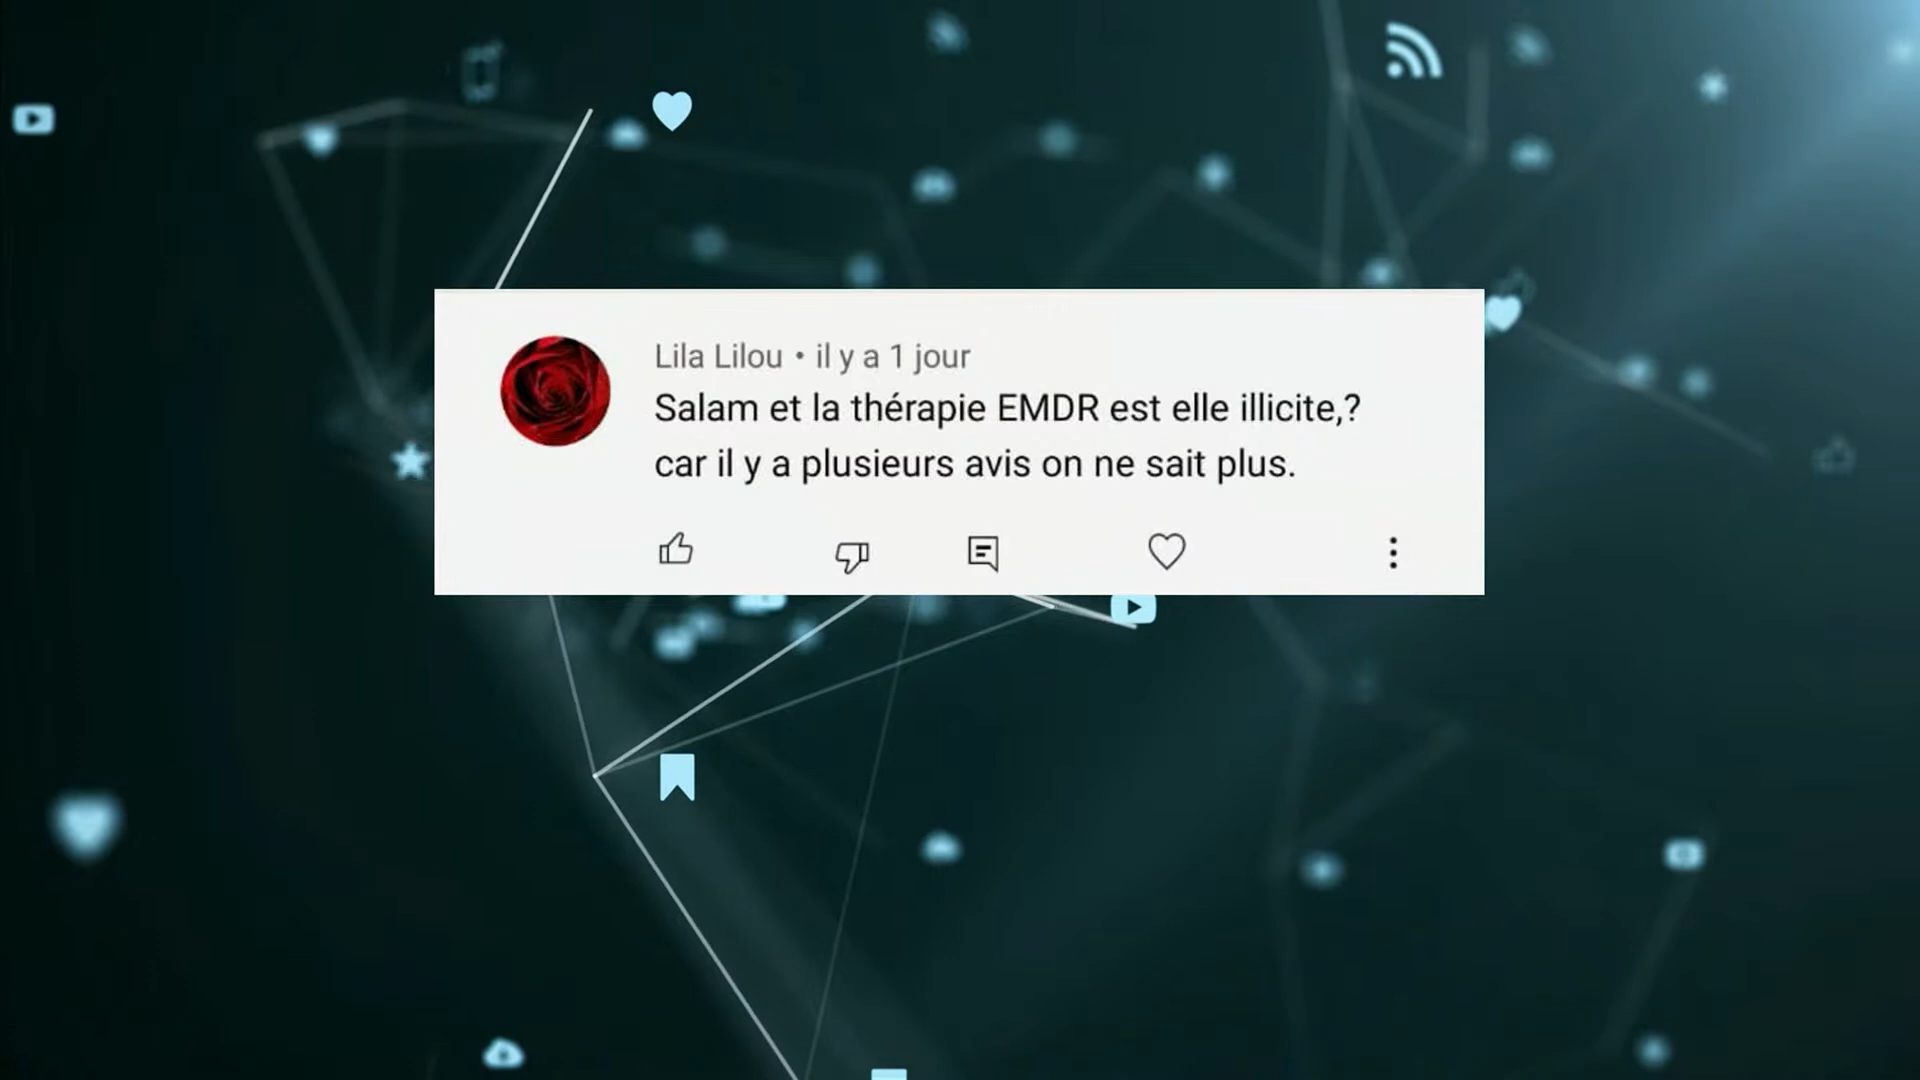 Lila Lilou • il y a 1 jour
Salam et la thérapie EMDR est elle illicite,?
car il y a plusieurs avis on ne sait plus.